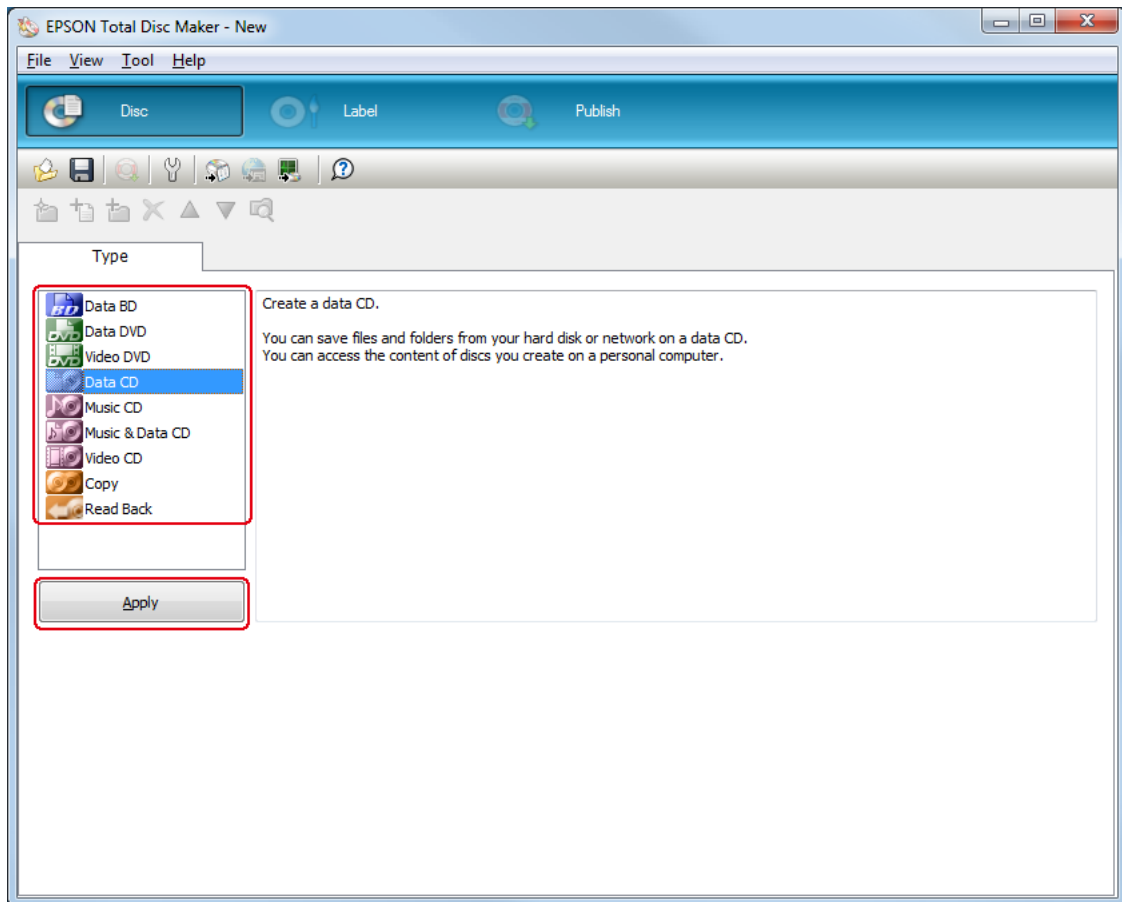 EPSON Total Disc Maker - New
File View Tool Help
Disc Label Publish
Type
Data BD
Data DVD
Video DVD
Data CD
Music CD
Music & Data CD
Video CD
Copy
Read Back
Apply
Create a data CD.
You can save files and folders from your hard disk or network on a data CD.
You can access the content of discs you create on a personal computer.